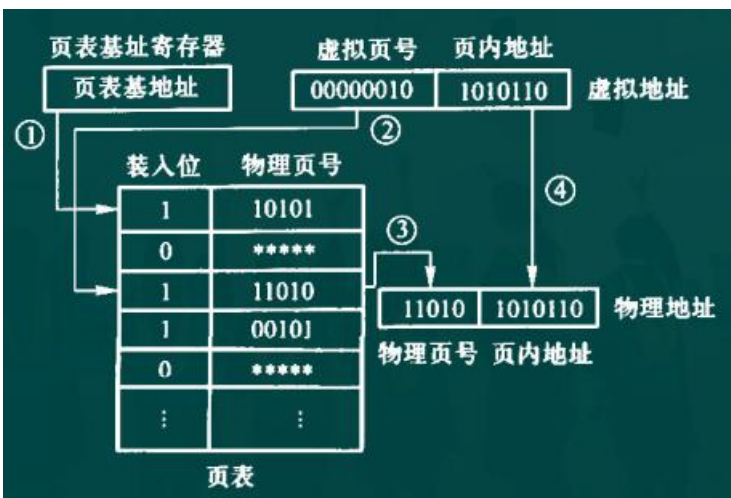 页表基址寄存器
虚拟页号 页内地址
页表基地址
00000010 1010110 虚拟地址
①
②
装入位 物理页号
④
1 10101
③
0 *****
1 11010
11010 1010110 物理地址
1 00101
物理页号 页内地址
0 *****
⋮ ⋮
页表